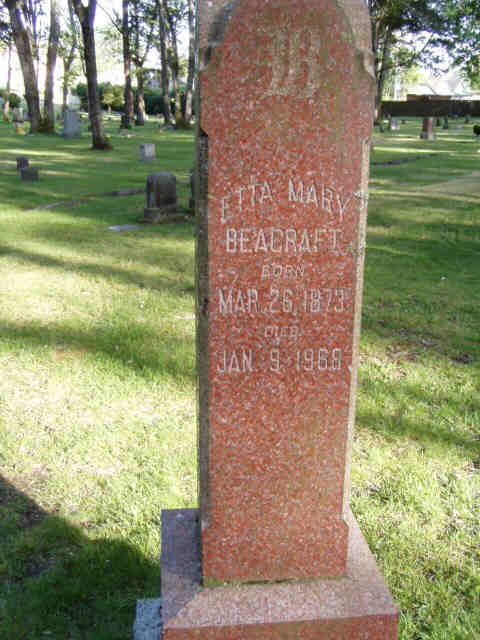 B
ETTA MARY
BEACRAFT
BORN
MAR. 26, 1873
DIED
JAN. 9 1966